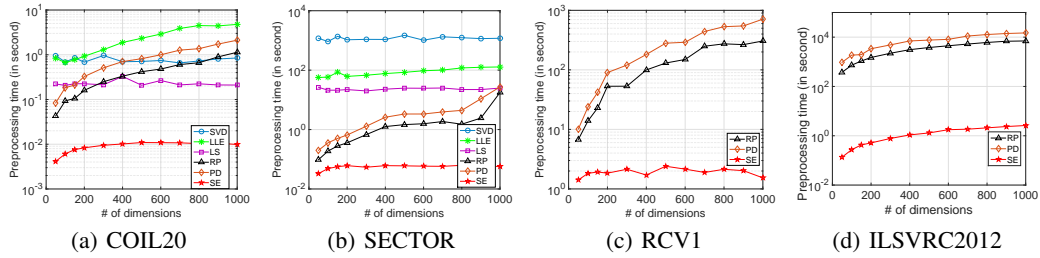 Preprocessing time (in second)
10^1
10^0
10^-1
10^-2
10^-3
SVD
LLE
LS
RP
PD
SE
0 200 400 600 800 1000
# of dimensions
(a) COIL20
Preprocessing time (in second)
10^4
10^2
10^0
10^-2
SVD
LLE
LS
RP
PD
SE
0 200 400 600 800 1000
# of dimensions
(b) SECTOR
Preprocessing time (in second)
10^3
10^2
10^1
10^0
RP
PD
SE
0 200 400 600 800 1000
# of dimensions
(c) RCV1
Preprocessing time (in second)
10^4
10^2
10^0
10^-2
RP
PD
SE
0 200 400 600 800 1000
# of dimensions
(d) ILSVRC2012